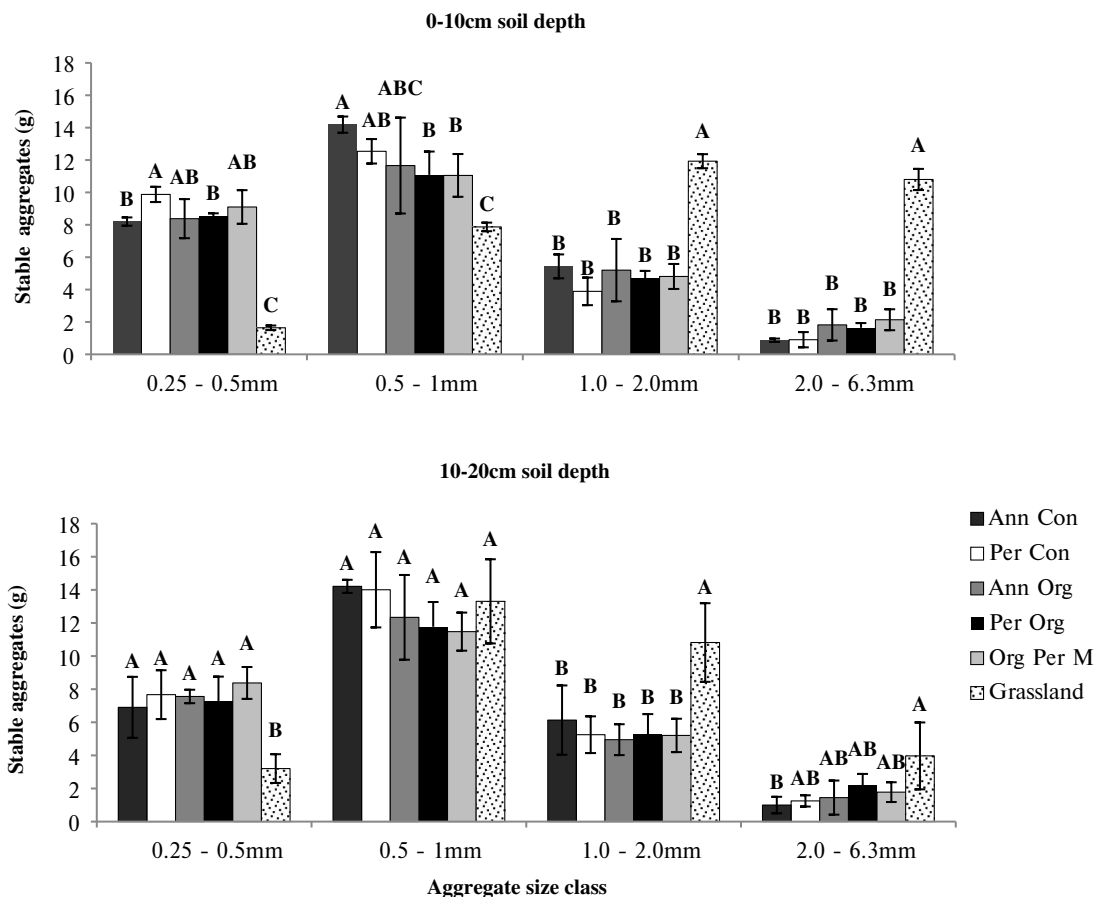 0-10cm soil depth
Stable aggregates (g)
18
16
14
12
10
8
6
4
2
0
B A AB B AB C
A AB ABC B B C
B B B B B A
B B B B B A
0.25 - 0.5mm 0.5 - 1mm 1.0 - 2.0mm 2.0 - 6.3mm
10-20cm soil depth
Stable aggregates (g)
18
16
14
12
10
8
6
4
2
0
A A A A A B
A A A A A A
B B B B B A
B AB AB AB AB A
0.25 - 0.5mm 0.5 - 1mm 1.0 - 2.0mm 2.0 - 6.3mm
Aggregate size class
Ann Con
Per Con
Ann Org
Per Org
Org Per M
Grassland